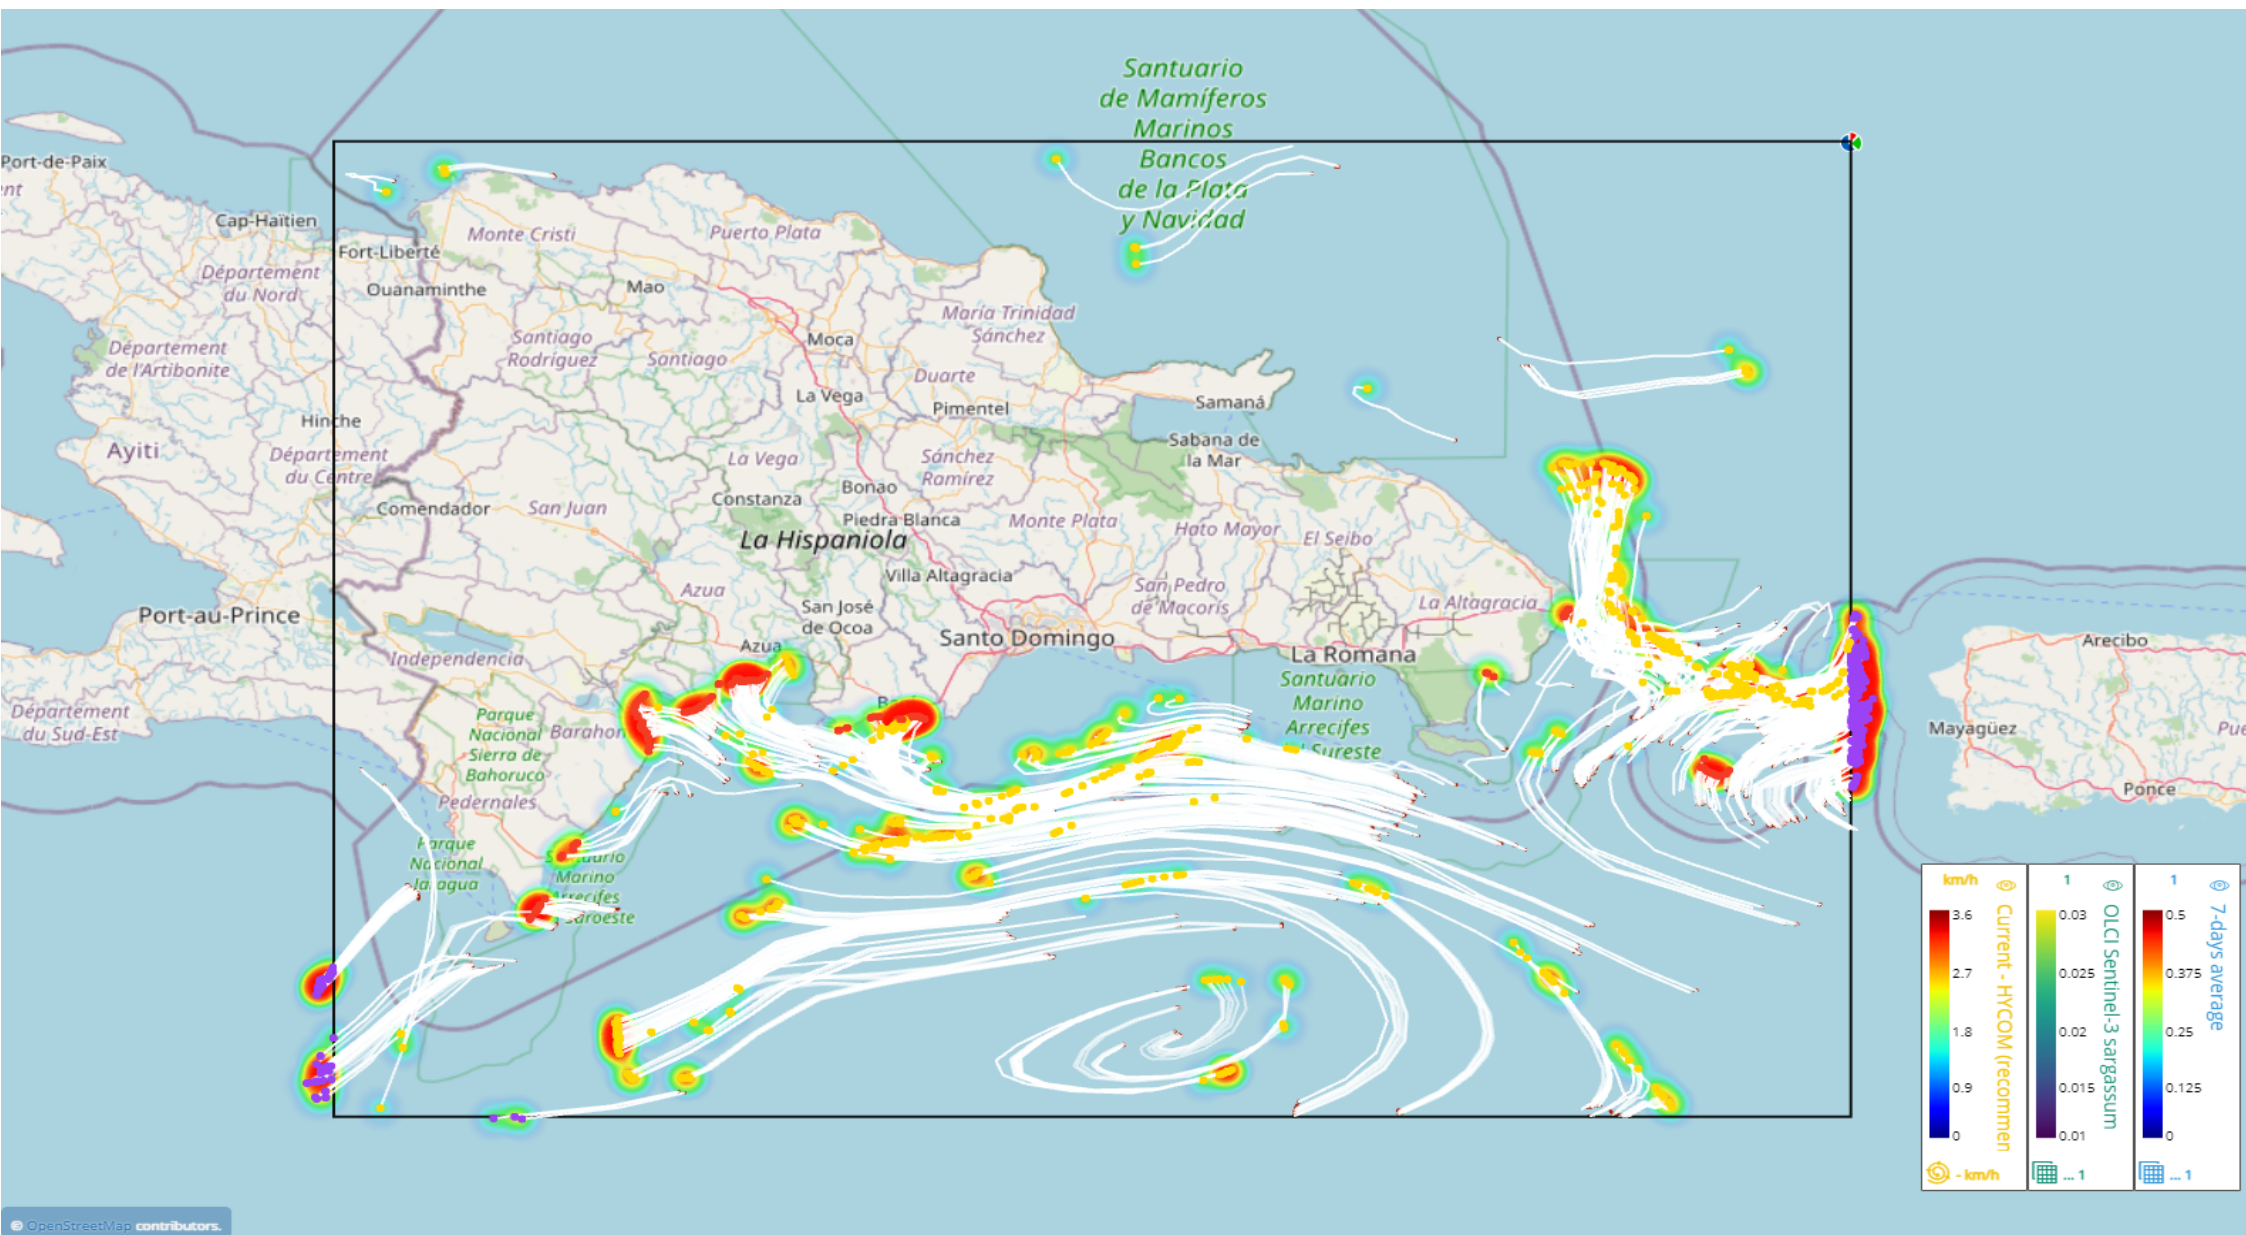 Santuario
de Mamíferos
Marinos
Bancos
de la Plata
y Navidad
Port-de-Paix
Cap-Haïtien
Monte Cristi
Puerto Plata
Fort-Liberté
Département
du Nord
Ouanaminthe
Mao
María Trinidad
Sánchez
Santiago
Rodríguez
Santiago
Moca
Département
de l'Artibonite
Duarte
La Vega
Pimentel
Samaná
Hinche
Ayiti
Département
du Centre
La Vega
Sánchez
Ramírez
Sabana de
la Mar
Constanza
Bonao
Comendador
San Juan
Piedra Blanca
Monte Plata
Hato Mayor
El Seibo
La Hispaniola
Villa Altagracia
Azua
San José
de Ocoa
San Pedro
de Macorís
La Altagracia
Port-au-Prince
Santo Domingo
Azua
La Romana
Independencia
Arecibo
Santuario
Marino
Arrecifes
Sureste
Département
du Sud-Est
Parque
Nacional
Sierra de
Bahoruco
Barahon
Mayagüez
Ponce
Pedernales
Parque
Nacional
Jaragua
Marino
Arrecifes
km/h
3.6
2.7
1.8
0.9
0
Current - HYCOM (recommen
- km/h
1
0.03
0.025
0.02
0.015
0.01
OLCI Sentinel-3 sargassum
... 1
1
0.5
0.375
0.25
0.125
0
7-days average
... 1
© OpenStreetMap contributors.